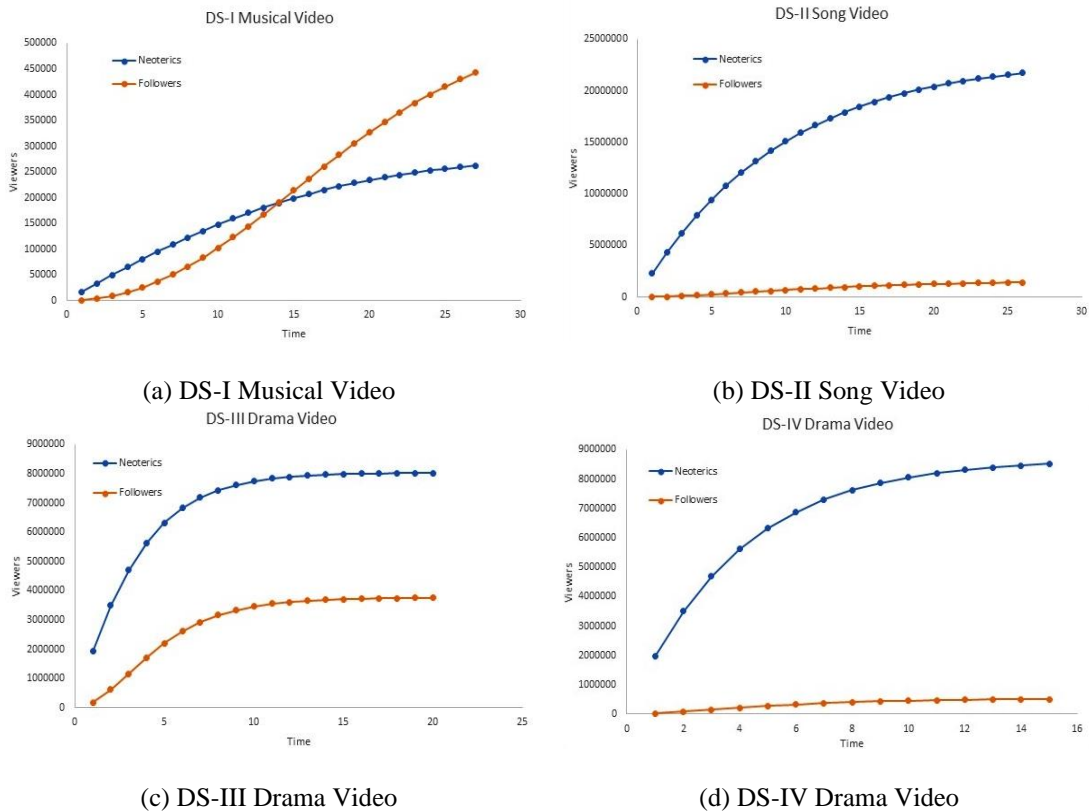 DS-I Musical Video
500000
450000
400000
350000
300000
250000
200000
150000
100000
50000
0
Viewers
Neoterics
Followers
0 5 10 15 20 25 30
Time
(a) DS-I Musical Video
DS-II Song Video
25000000
20000000
15000000
10000000
5000000
0
Viewers
Neoterics
Followers
0 5 10 15 20 25 30
Time
(b) DS-II Song Video
DS-III Drama Video
9000000
8000000
7000000
6000000
5000000
4000000
3000000
2000000
1000000
0
Viewers
Neoterics
Followers
0 5 10 15 20 25
Time
(c) DS-III Drama Video
DS-IV Drama Video
9000000
8000000
7000000
6000000
5000000
4000000
3000000
2000000
1000000
0
Viewers
Neoterics
Followers
0 2 4 6 8 10 12 14 16
Time
(d) DS-IV Drama Video